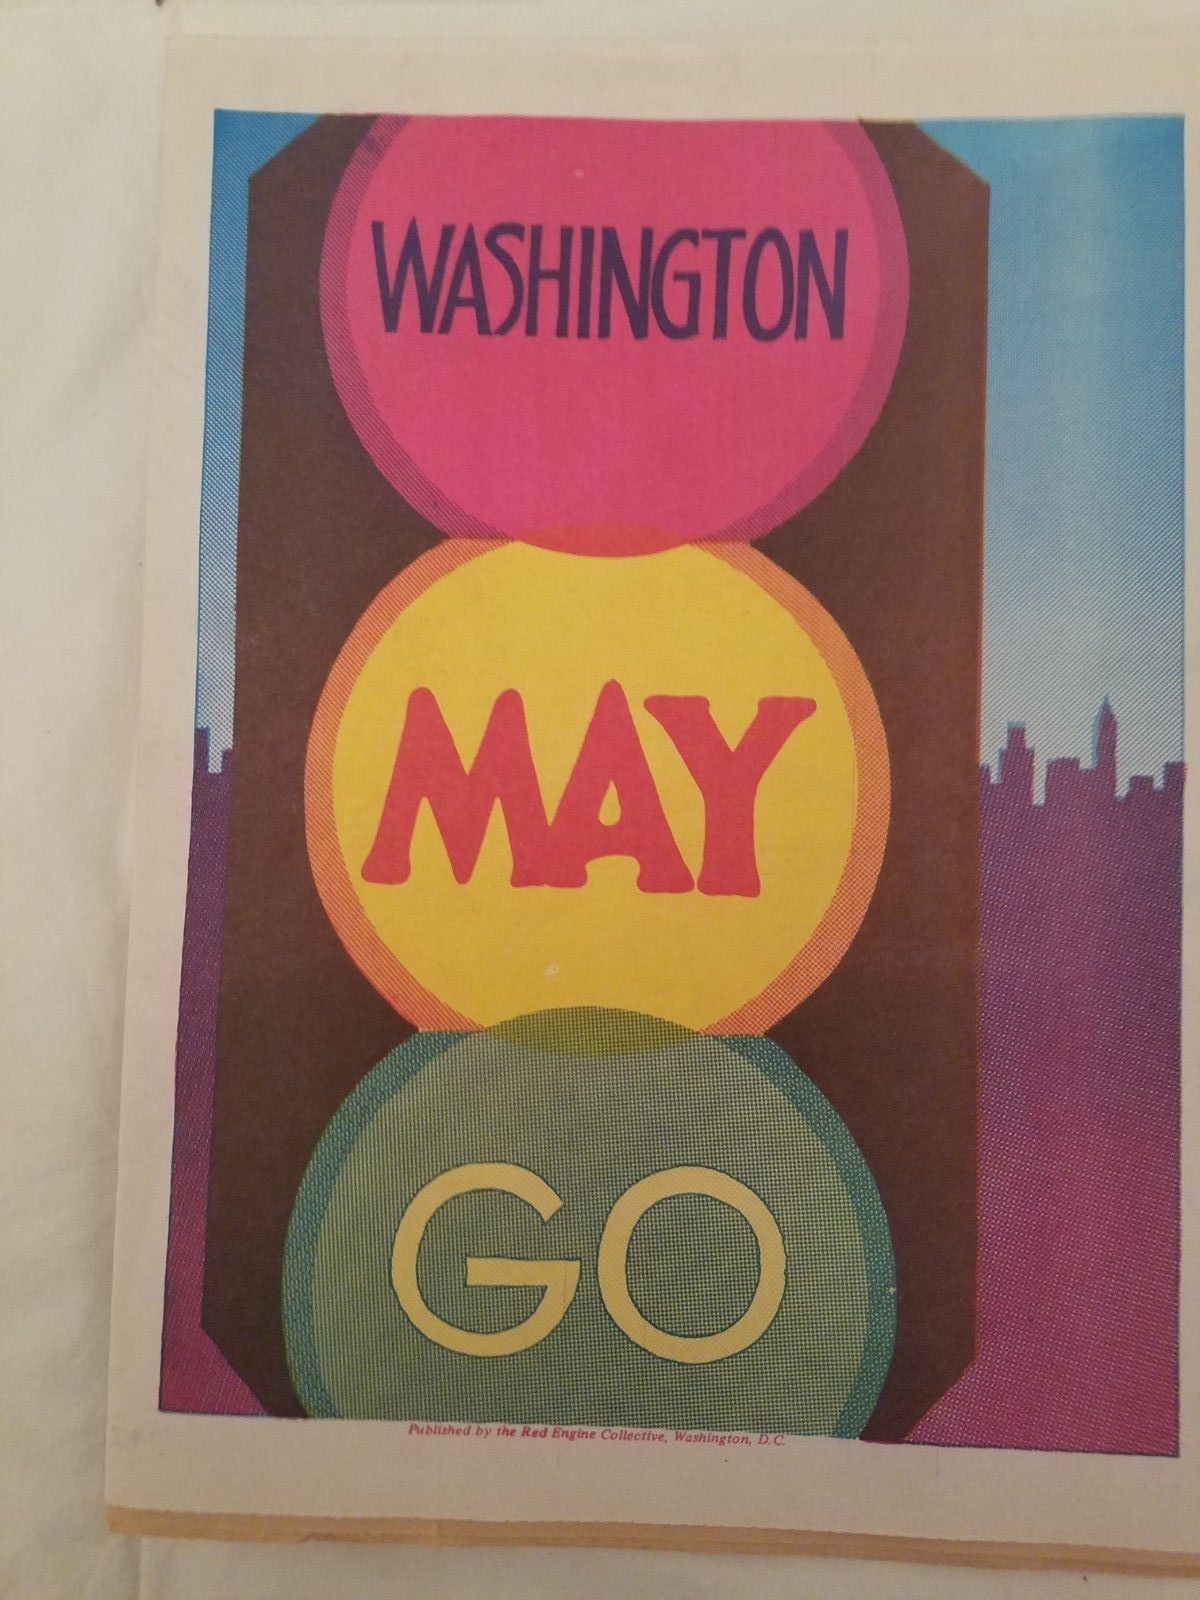 WASHINGTON
MAY
GO
Published by the Red Engine Collective, Washington, D.C.